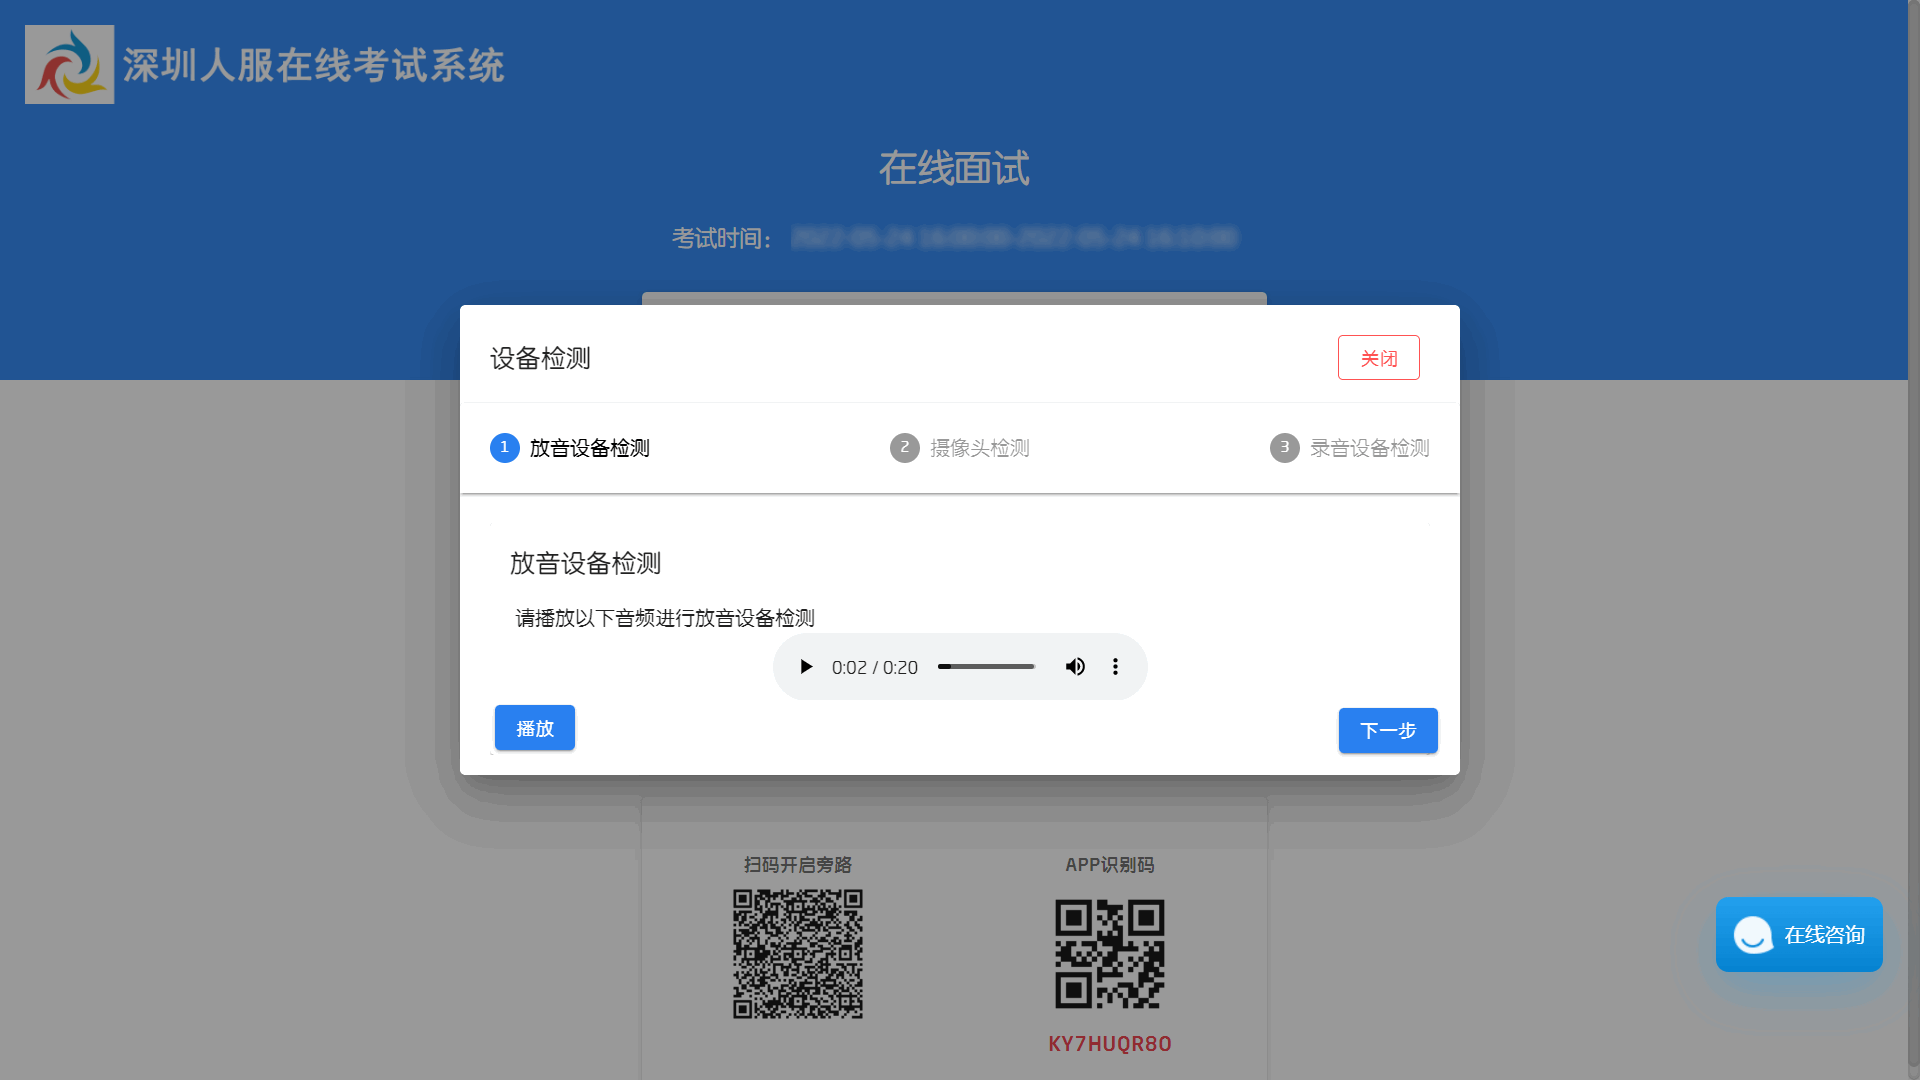 深圳人服在线考试系统
在线面试
考试时间：
设备检测
关闭
1 放音设备检测
2 摄像头检测
3 录音设备检测
放音设备检测
请播放以下音频进行放音设备检测
0:02 / 0:20
播放
下一步
扫码开启旁路
APP识别码
KY7HUQR8O
在线咨询